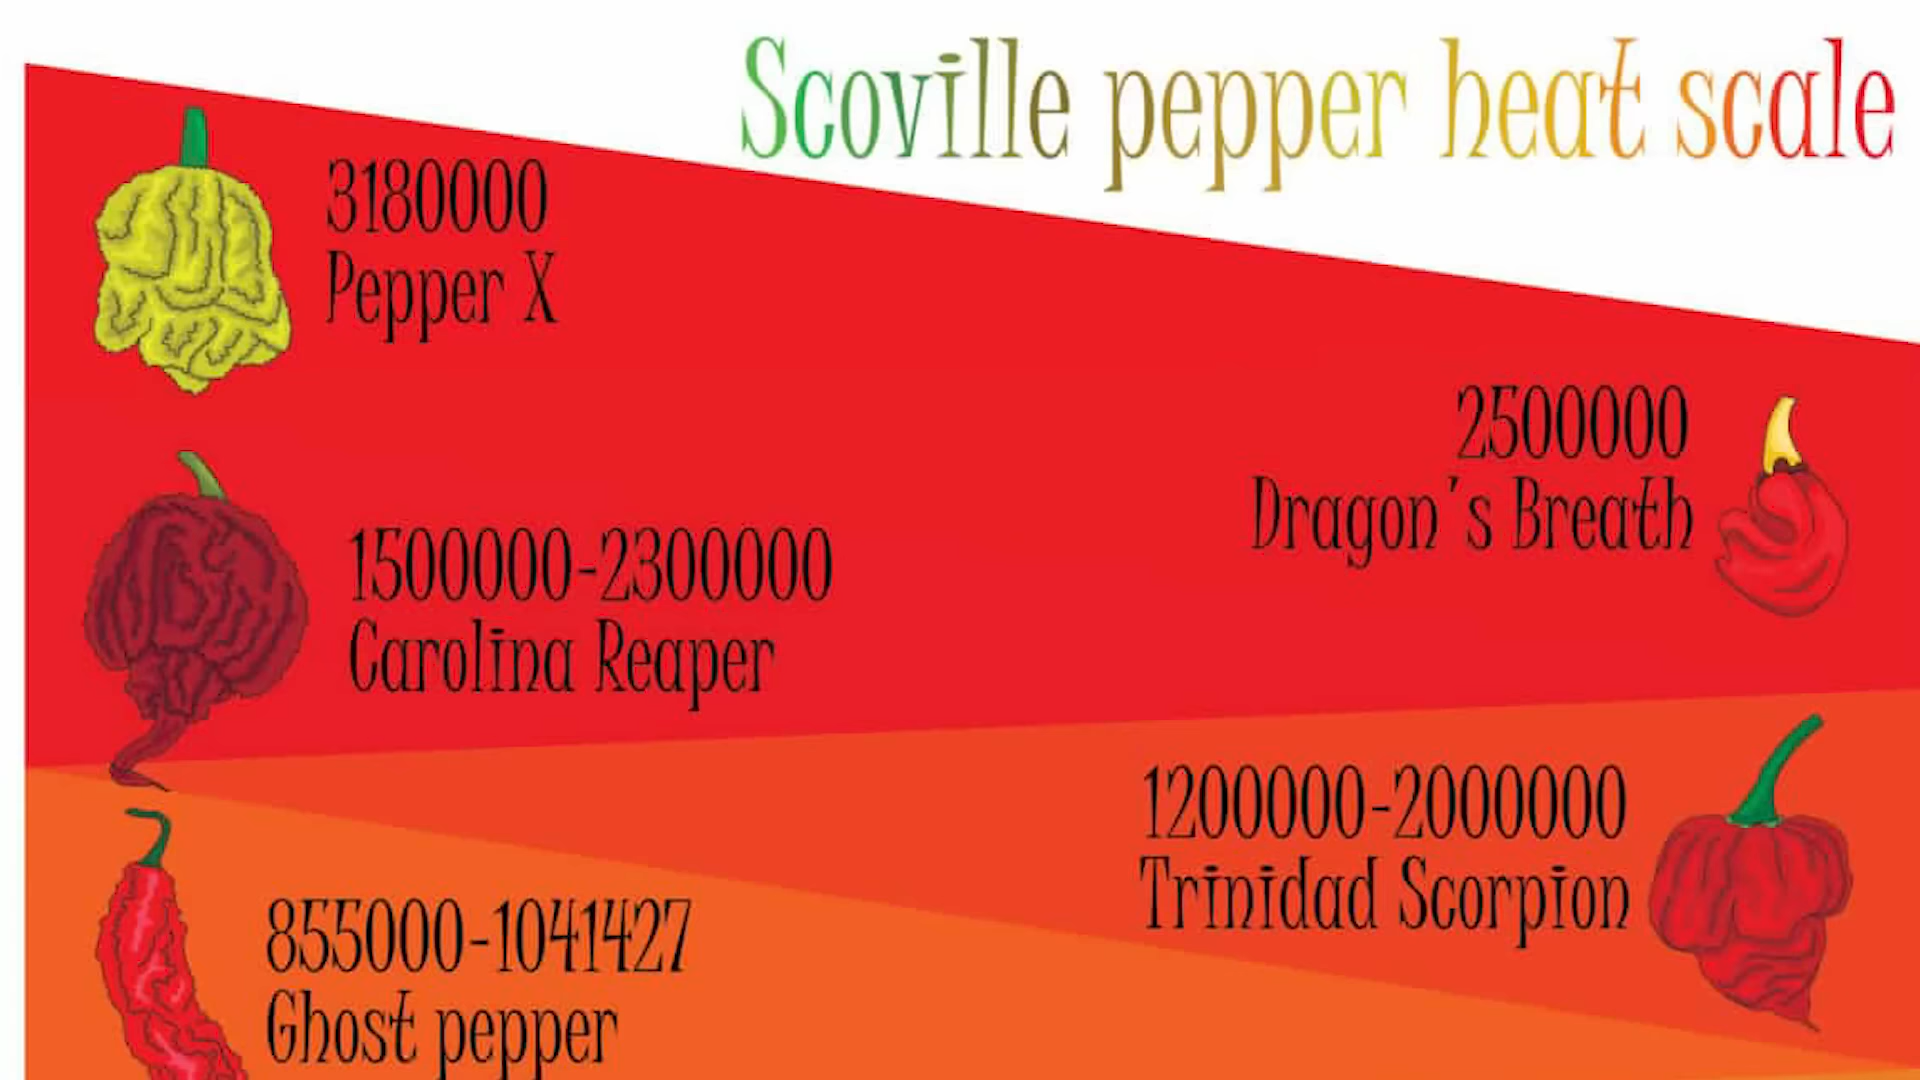 Scoville pepper heat scale
3180000
Pepper X
2500000
Dragon's Breath
1500000-2300000
Carolina Reaper
1200000-2000000
Trinidad Scorpion
855000-1041427
Ghost pepper